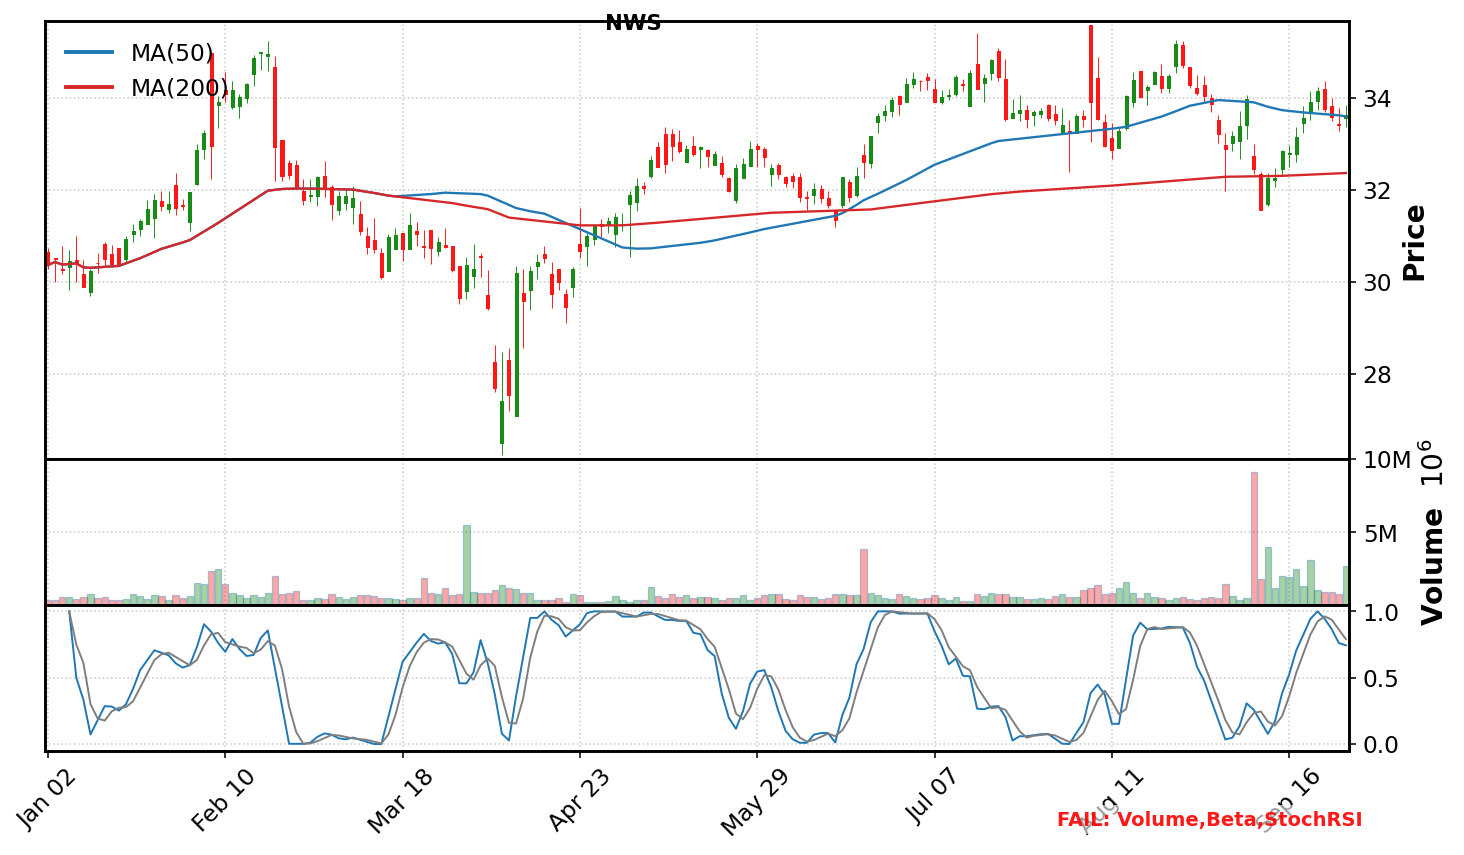 NWS
MA(50)
MA(200)
34
32
30
28
Price
10M
5M
Volume 10^6
1.0
0.5
0.0
Jan 02
Feb 10
Mar 18
Apr 23
May 29
Jul 07
Aug 11
Sep 16
FAIL: Volume,Beta,StochRSI